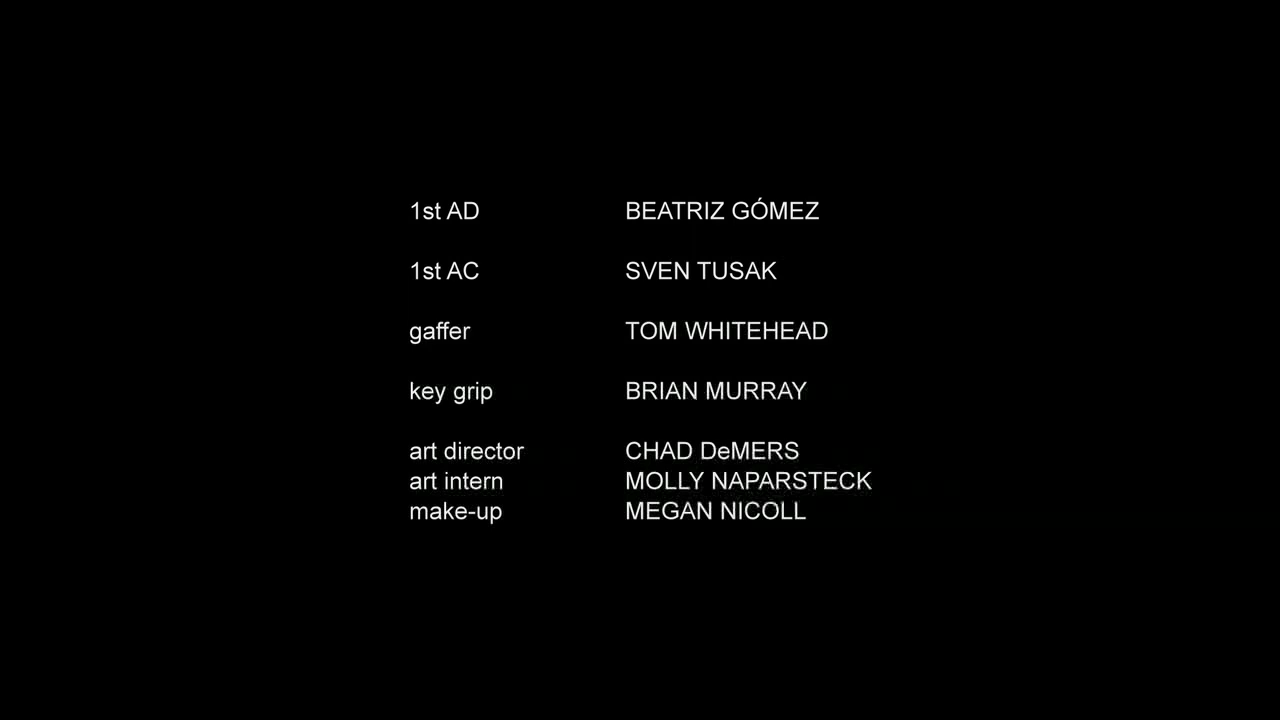 1st AD BEATRIZ GÓMEZ
1st AC SVEN TUSAK
gaffer TOM WHITEHEAD
key grip BRIAN MURRAY
art director CHAD DeMERS
art intern MOLLY NAPARSTECK
make-up MEGAN NICOLL